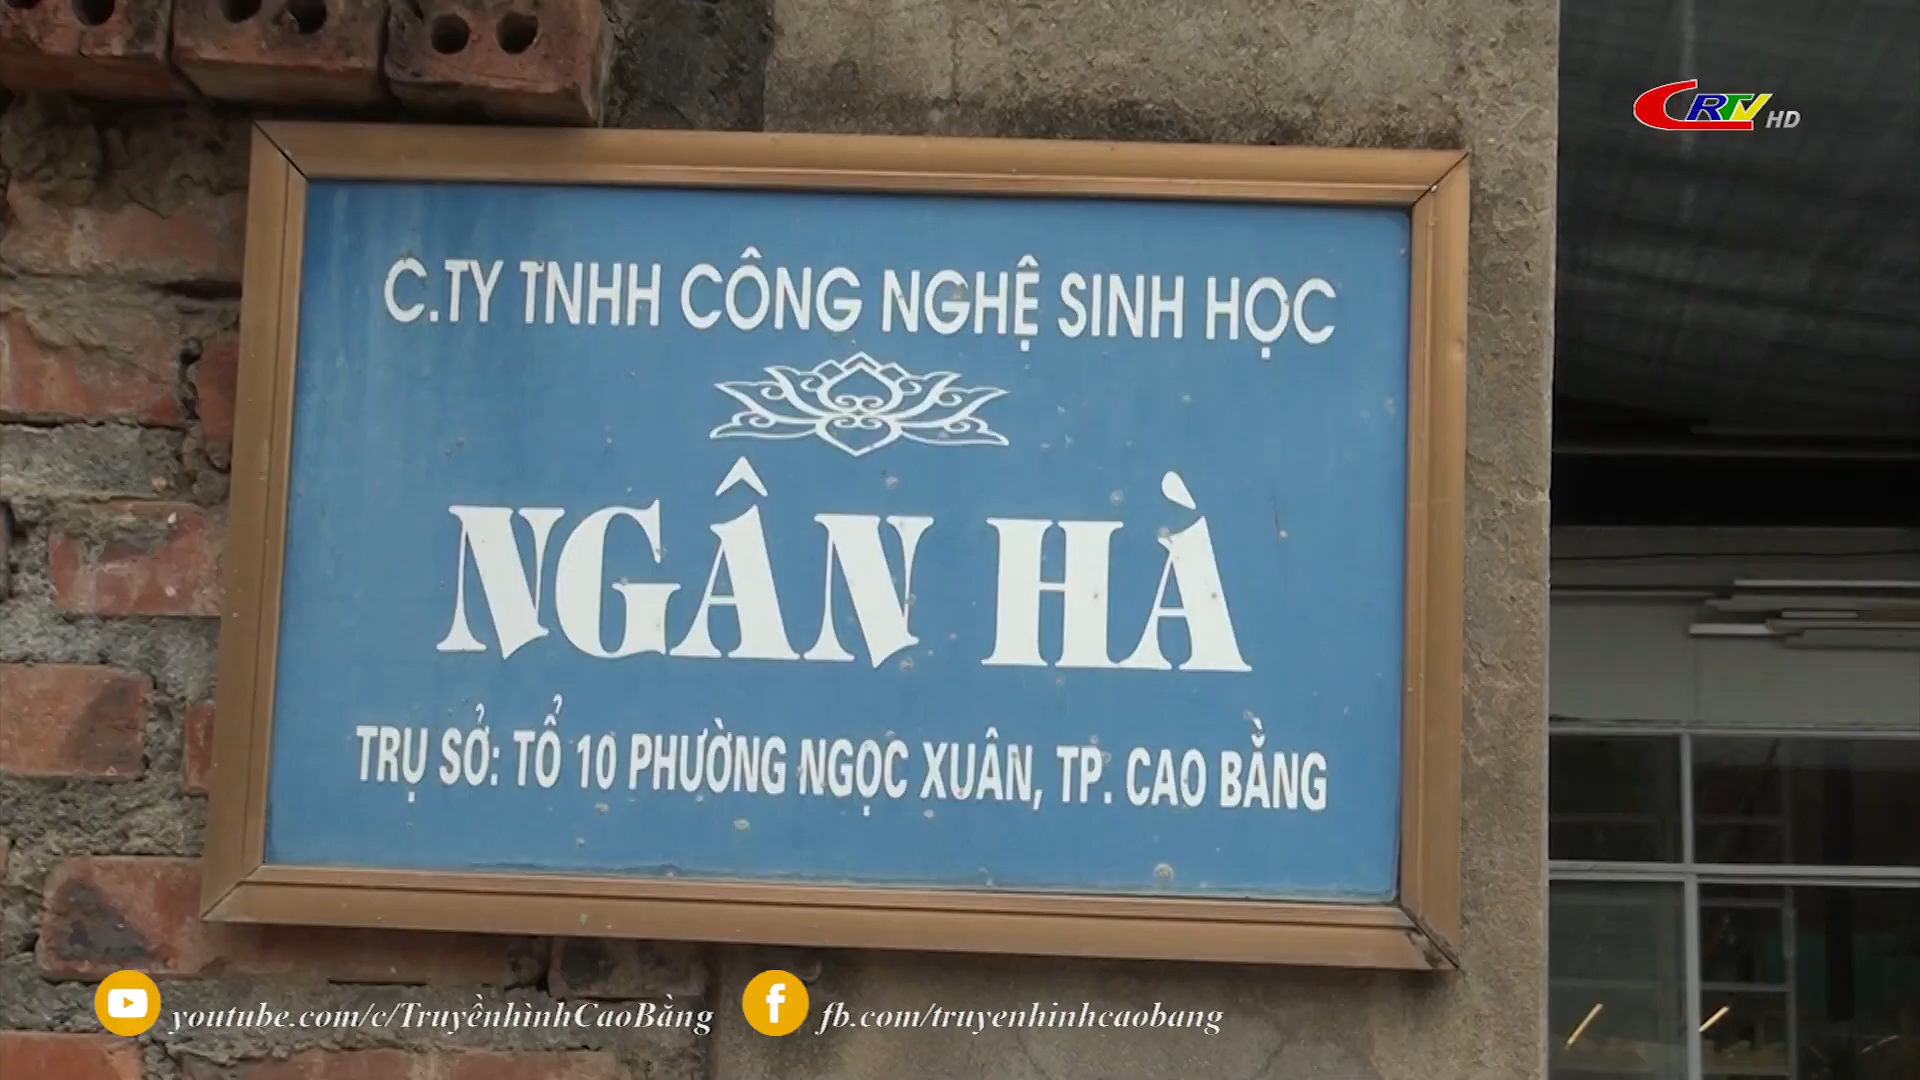 CRTV HD
C.TY TNHH CÔNG NGHỆ SINH HỌC
NGÂN HÀ
TRỤ SỞ: TỔ 10 PHƯỜNG NGỌC XUÂN, TP. CAO BẰNG
youtube.com/c/TruyềnhìnhCaoBằng
fb.com/truyenhinhcaobang